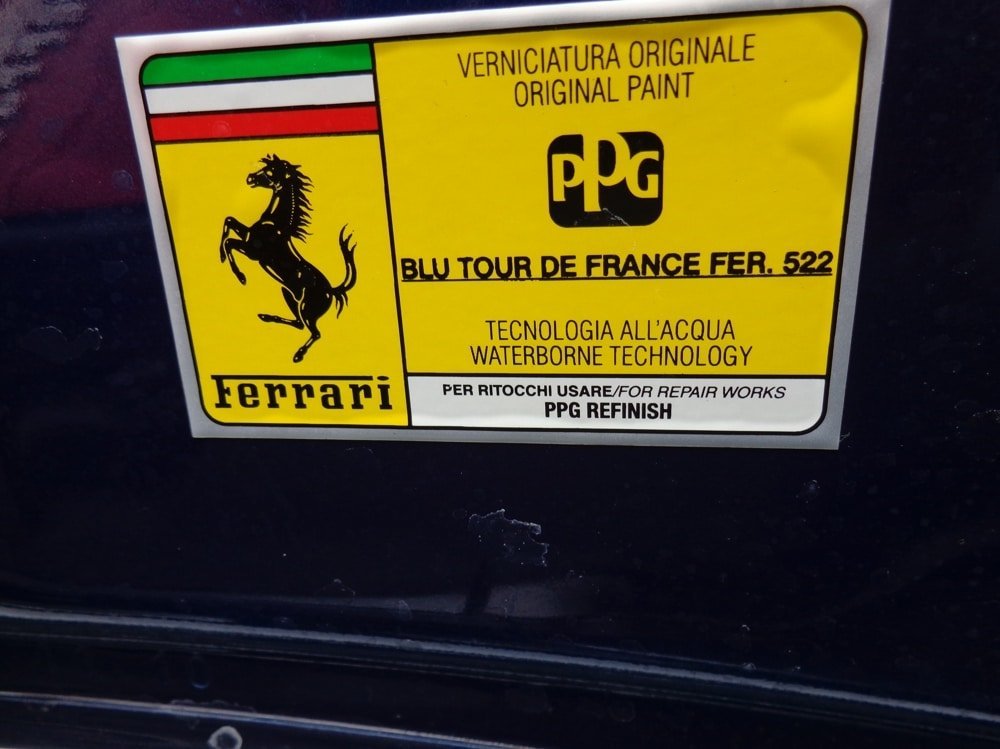 VERNICIATURA ORIGINALE
ORIGINAL PAINT
PPG
BLU TOUR DE FRANCE FER. 522
TECNOLOGIA ALL'ACQUA
WATERBORNE TECHNOLOGY
Ferrari
PER RITOCCHI USARE/FOR REPAIR WORKS
PPG REFINISH